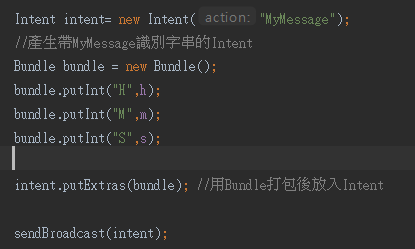 Intent intent= new Intent( action: "MyMessage");
//產生帶MyMessage識別字串的Intent
Bundle bundle = new Bundle();
bundle.putInt("H",h);
bundle.putInt("M",m);
bundle.putInt("S",s);
intent.putExtras(bundle); //用Bundle打包後放入Intent
sendBroadcast(intent);